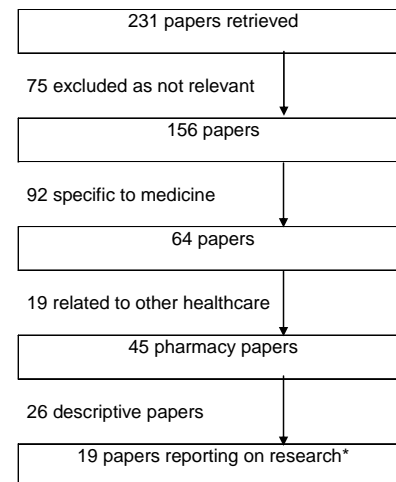 231 papers retrieved
75 excluded as not relevant
156 papers
92 specific to medicine
64 papers
19 related to other healthcare
45 pharmacy papers
26 descriptive papers
19 papers reporting on research*